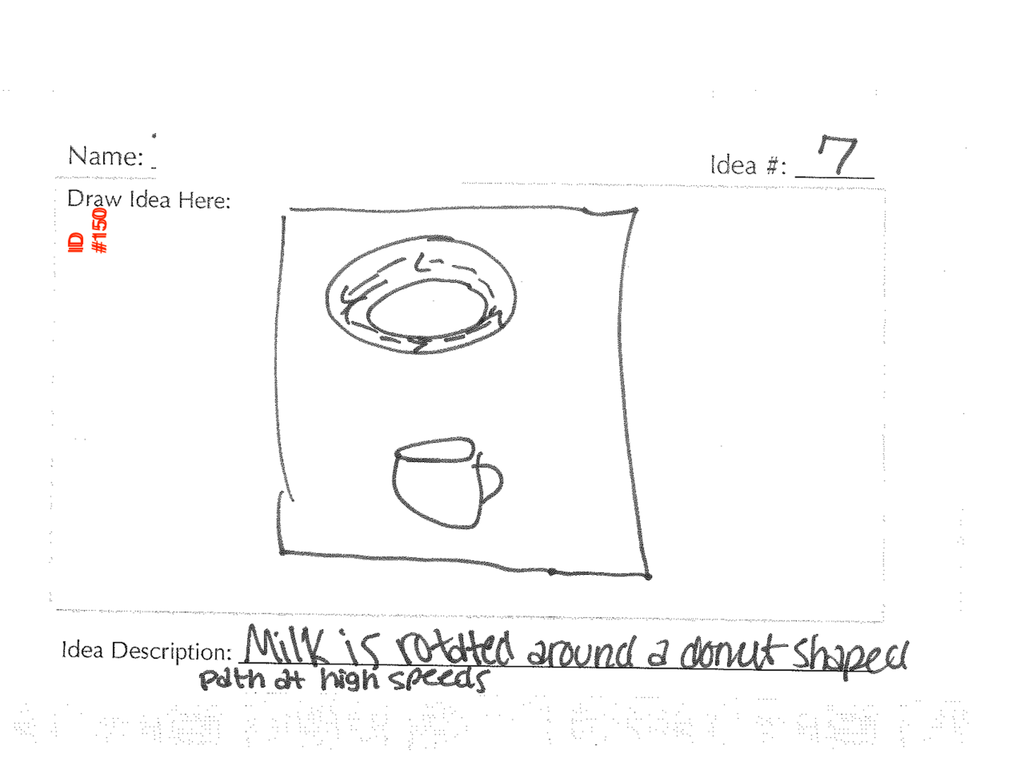 Name:
Idea #: 7
Draw Idea Here:
ID #150
Idea Description: Milk is rotated around a donut shaped
path at high speeds